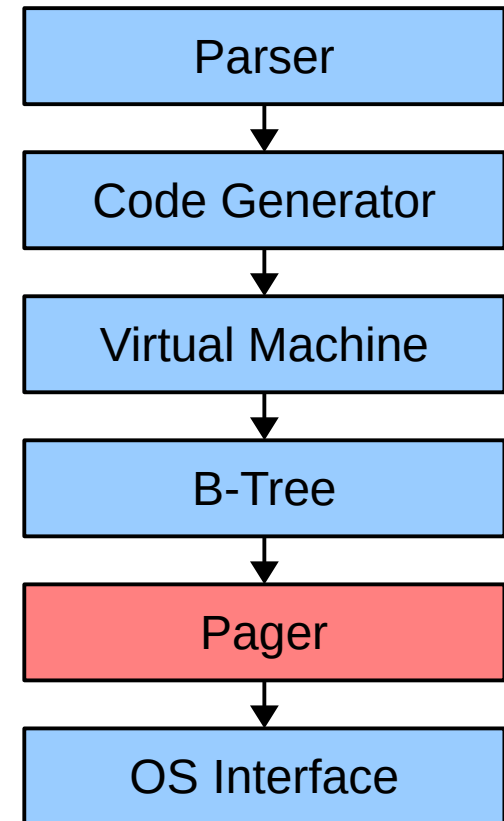 Parser
Code Generator
Virtual Machine
B-Tree
Pager
OS Interface